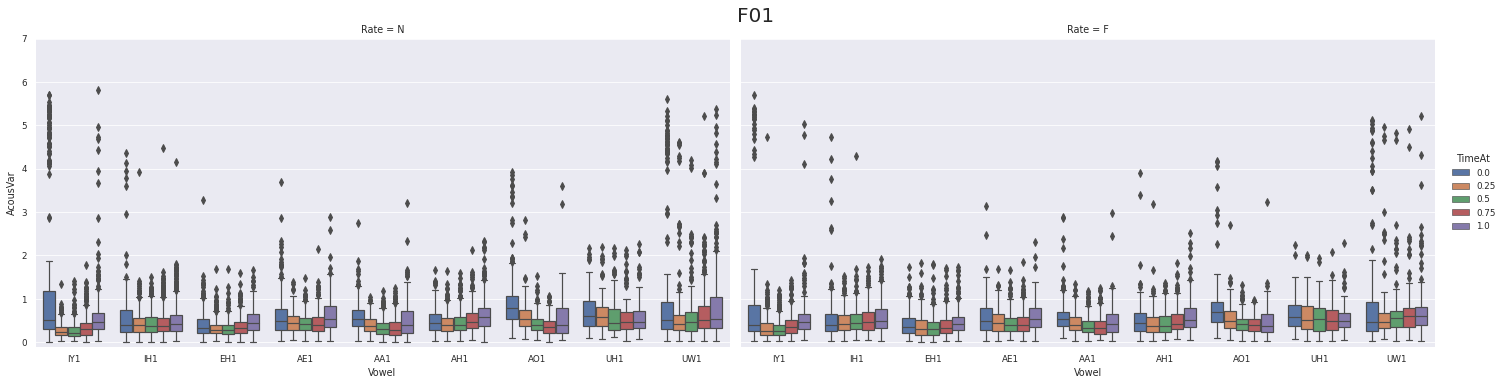 F01
Rate = N
Rate = F
7
6
5
4
3
2
1
0
AcousVar
IY1 IH1 EH1 AE1 AA1 AH1 AO1 UH1 UW1
Vowel
IY1 IH1 EH1 AE1 AA1 AH1 AO1 UH1 UW1
Vowel
TimeAt
0.0
0.25
0.5
0.75
1.0